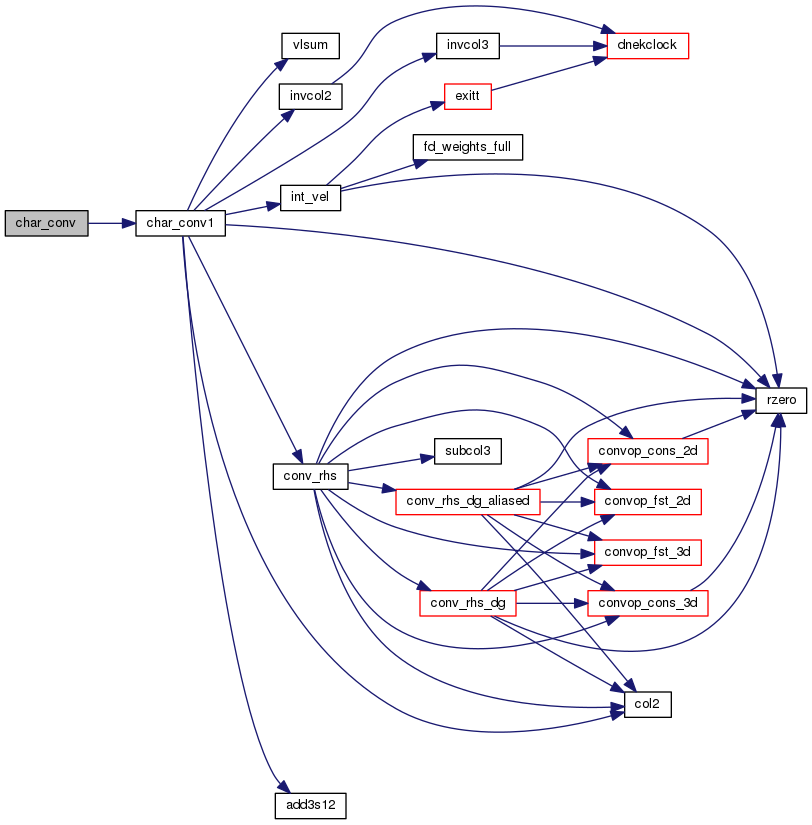 vlsum
invcol3
dnekclock
invcol2
exitt
fd_weights_full
int_vel
char_conv
char_conv1
rzero
subcol3
convop_cons_2d
conv_rhs
conv_rhs_dg_aliased
convop_fst_2d
convop_fst_3d
conv_rhs_dg
convop_cons_3d
col2
add3s12